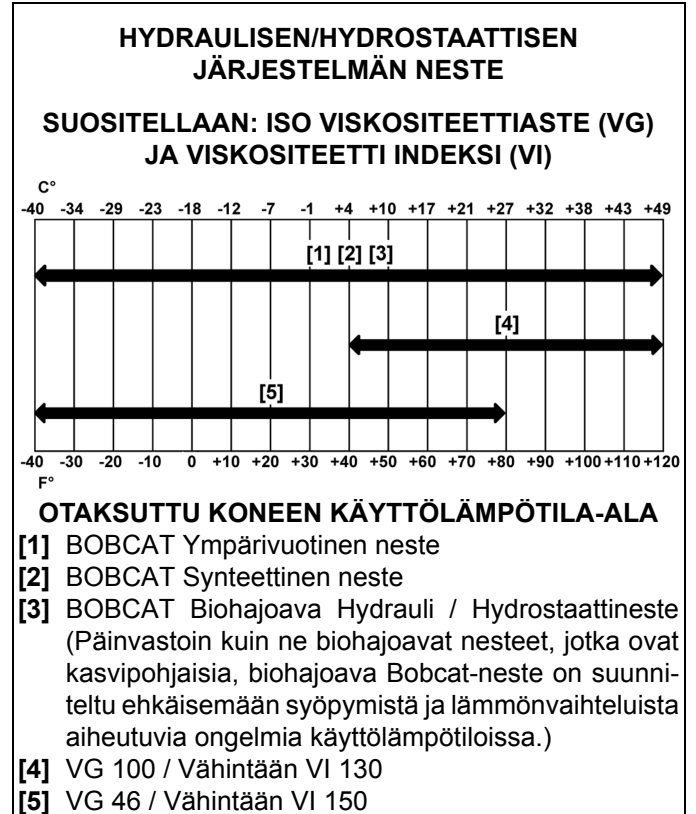 HYDRAULISEN/HYDROSTAATTISEN
JÄRJESTELMÄN NESTE
SUOSITELLAAN: ISO VISKOSITEETTIASTE (VG)
JA VISKOSITEETTI INDEKSI (VI)
C°
-40 -34 -29 -23 -18 -12 -7 -1 +4 +10 +17 +21 +27 +32 +38 +43 +49
[1] [2] [3]
[4]
[5]
-40 -30 -20 -10 0 +10 +20 +30 +40 +50 +60 +70 +80 +90 +100 +110 +120
F°
OTAKSUTTU KONEEN KÄYTTÖLÄMPÖTILA-ALA
[1] BOBCAT Ympärivuotinen neste
[2] BOBCAT Synteettinen neste
[3] BOBCAT Biohajoava Hydrauli / Hydrostaattineste
(Päinvastoin kuin ne biohajoavat nesteet, jotka ovat
kasvipohjaisia, biohajoava Bobcat-neste on suunni-
teltu ehkäisemään syöpymistä ja lämmönvaihteluista
aiheutuvia ongelmia käyttölämpötiloissa.)
[4] VG 100 / Vähintään VI 130
[5] VG 46 / Vähintään VI 150